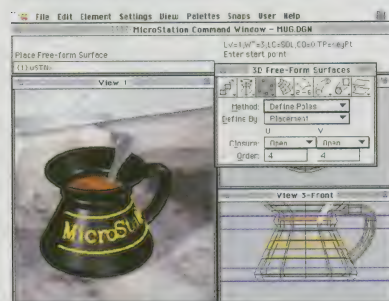 File Edit Element Settings View Palettes Snaps User Help
MicroStation Command Window - MUG.DGN
Place Free-form Surface
Enter start point
View 1
3D Free-Form Surfaces
Method: Define Poles
Define By: Placement
U V
Closure: Open Open
Order: 4 4
MicroSt
View 3-Front